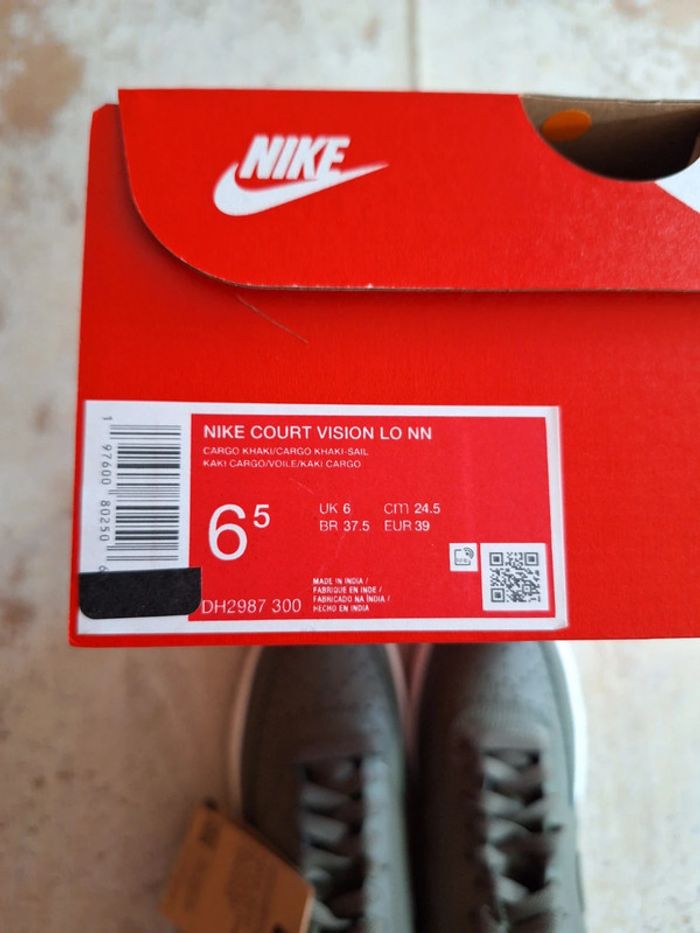 NIKE
NIKE COURT VISION LO NN
CARGO KHAKI/CARGO KHAKI-SAIL
KAKI CARGO/VOILE/KAKI CARGO
6⁵
UK 6 cm 24.5
BR 37.5 EUR 39
MADE IN INDIA /
FABRIQUE EN INDE /
FABRICADO NA ÍNDIA /
HECHO EN INDIA
DH2987 300
1 97600 80250 6